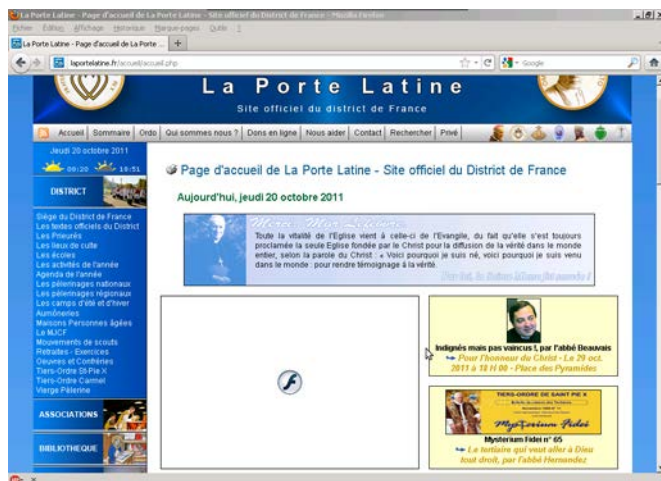 La Porte Latine - Page d'accueil de La Porte Latine - Site officiel du District de France - Mozilla Firefox
Fichier Édition Affichage Historique Marque-pages Outils ?
La Porte Latine - Page d'accueil de La Porte ...
laportelatine.fr/accueil/accueil.php
Google
La Porte Latine
Site officiel du district de France
Accueil Sommaire Ordo Qui sommes nous ? Dons en ligne Nous aider Contact Rechercher Privé
Jeudi 20 octobre 2011
08:20 18:51
DISTRICT
Siège du District de France
Les textes officiels du District
Les Prieurés
Les lieux de culte
Les écoles
Les activités de l'année
Agenda de l'année
Les pèlerinages nationaux
Les pèlerinages régionaux
Les camps d'été et d'hiver
Aumôneries
Maisons Personnes âgées
Le MJCF
Mouvements de scouts
Retraites - Exercices
Oeuvres et Confréries
Tiers-Ordre St-Pie X
Tiers-Ordre Carmel
Vierge Pèlerine
ASSOCIATIONS
BIBLIOTHEQUE
Page d'accueil de La Porte Latine - Site officiel du District de France
Aujourd'hui, jeudi 20 octobre 2011
Merci Mgr Lefebvre
Toute la vitalité de l'Eglise vient à celle-ci de l'Evangile, du fait qu'elle s'est toujours
proclamée la seule Eglise fondée par le Christ pour la diffusion de la vérité dans le monde
entier, selon la parole du Christ : « Voici pourquoi je suis né, voici pourquoi je suis venu
dans le monde : pour rendre témoignage à la vérité.
Indignés mais pas vaincus !, par l'abbé Beauvais
Pour l'honneur du Christ - Le 29 oct.
2011 à 18 H 00 - Place des Pyramides
TIERS-ORDRE DE SAINT PIE X
Mysterium Fidei
Mysterium Fidei n° 65
Le tertiaire qui veut aller à Dieu
tout droit, par l'abbé Hernandez